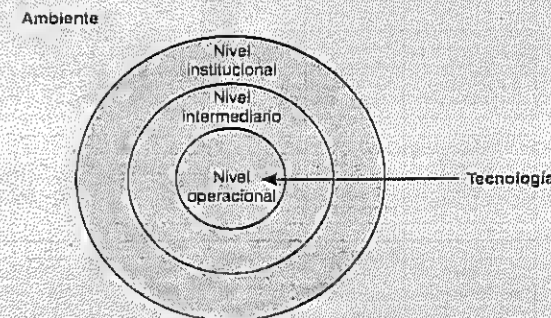 Ambiente
Nivel
institucional
Nivel
intermediario
Nivel
operacional
Tecnología